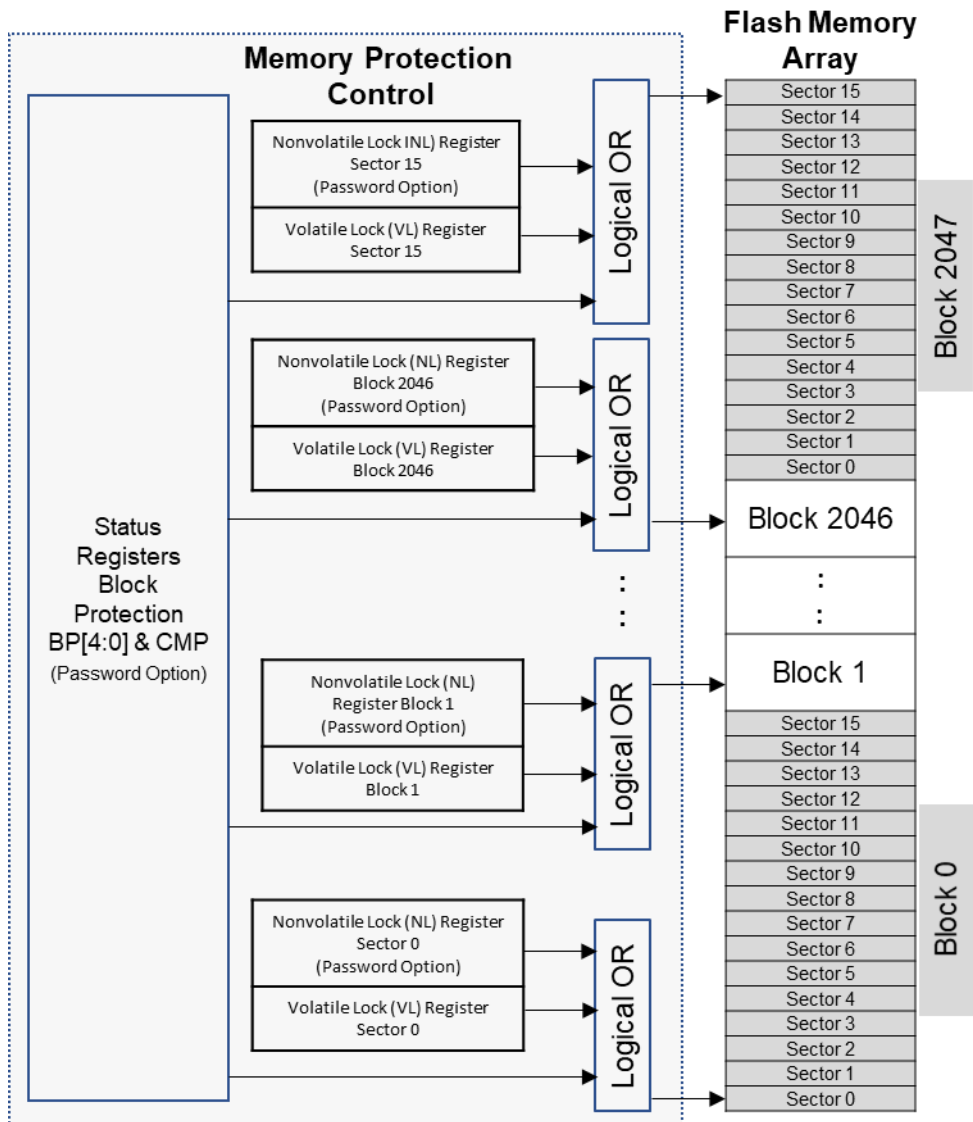 Memory Protection
Control
Flash Memory
Array
Status
Registers
Block
Protection
BP[4:0] & CMP
(Password Option)
Nonvolatile Lock INL) Register
Sector 15
(Password Option)
Volatile Lock (VL) Register
Sector 15
Logical OR
Nonvolatile Lock (NL) Register
Block 2046
(Password Option)
Volatile Lock (VL) Register
Block 2046
Logical OR
:
:
Nonvolatile Lock (NL)
Register Block 1
(Password Option)
Volatile Lock (VL) Register
Block 1
Logical OR
Nonvolatile Lock (NL) Register
Sector 0
(Password Option)
Volatile Lock (VL) Register
Sector 0
Logical OR
Sector 15
Sector 14
Sector 13
Sector 12
Sector 11
Sector 10
Sector 9
Sector 8
Sector 7
Sector 6
Sector 5
Sector 4
Sector 3
Sector 2
Sector 1
Sector 0
Block 2047
Block 2046
:
:
Block 1
Sector 15
Sector 14
Sector 13
Sector 12
Sector 11
Sector 10
Sector 9
Sector 8
Sector 7
Sector 6
Sector 5
Sector 4
Sector 3
Sector 2
Sector 1
Sector 0
Block 0